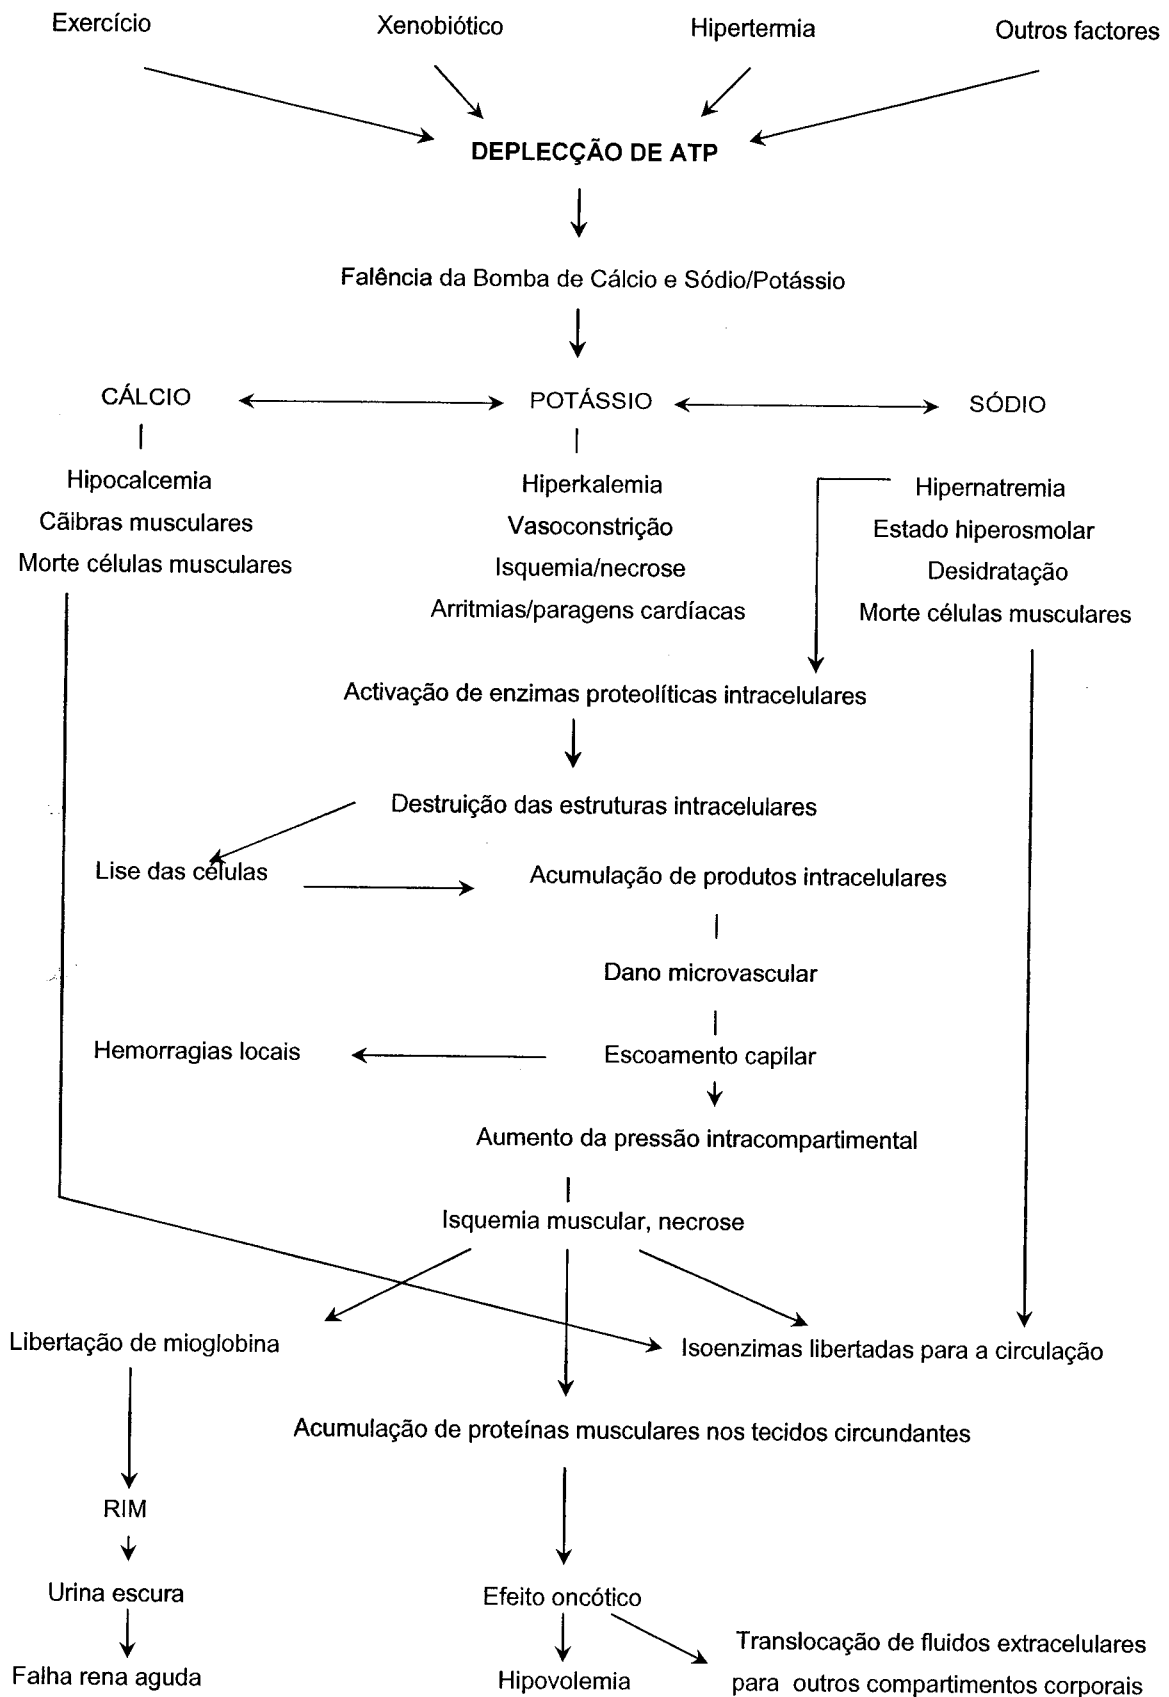 Exercício
Xenobiótico
Hipertermia
Outros factores
DEPLECÇÃO DE ATP
Falência da Bomba de Cálcio e Sódio/Potássio
CÁLCIO
POTÁSSIO
SÓDIO
Hipocalcemia
Cãibras musculares
Morte células musculares
Hiperkalemia
Vasoconstrição
Isquemia/necrose
Arritmias/paragens cardíacas
Hipernatremia
Estado hiperosmolar
Desidratação
Morte células musculares
Activação de enzimas proteolíticas intracelulares
Destruição das estruturas intracelulares
Lise das células
Acumulação de produtos intracelulares
Dano microvascular
Hemorragias locais
Escoamento capilar
Aumento da pressão intracompartimental
Isquemia muscular, necrose
Libertação de mioglobina
Isoenzimas libertadas para a circulação
Acumulação de proteínas musculares nos tecidos circundantes
RIM
Urina escura
Falha rena aguda
Efeito oncótico
Hipovolemia
Translocação de fluidos extracelulares
para outros compartimentos corporais